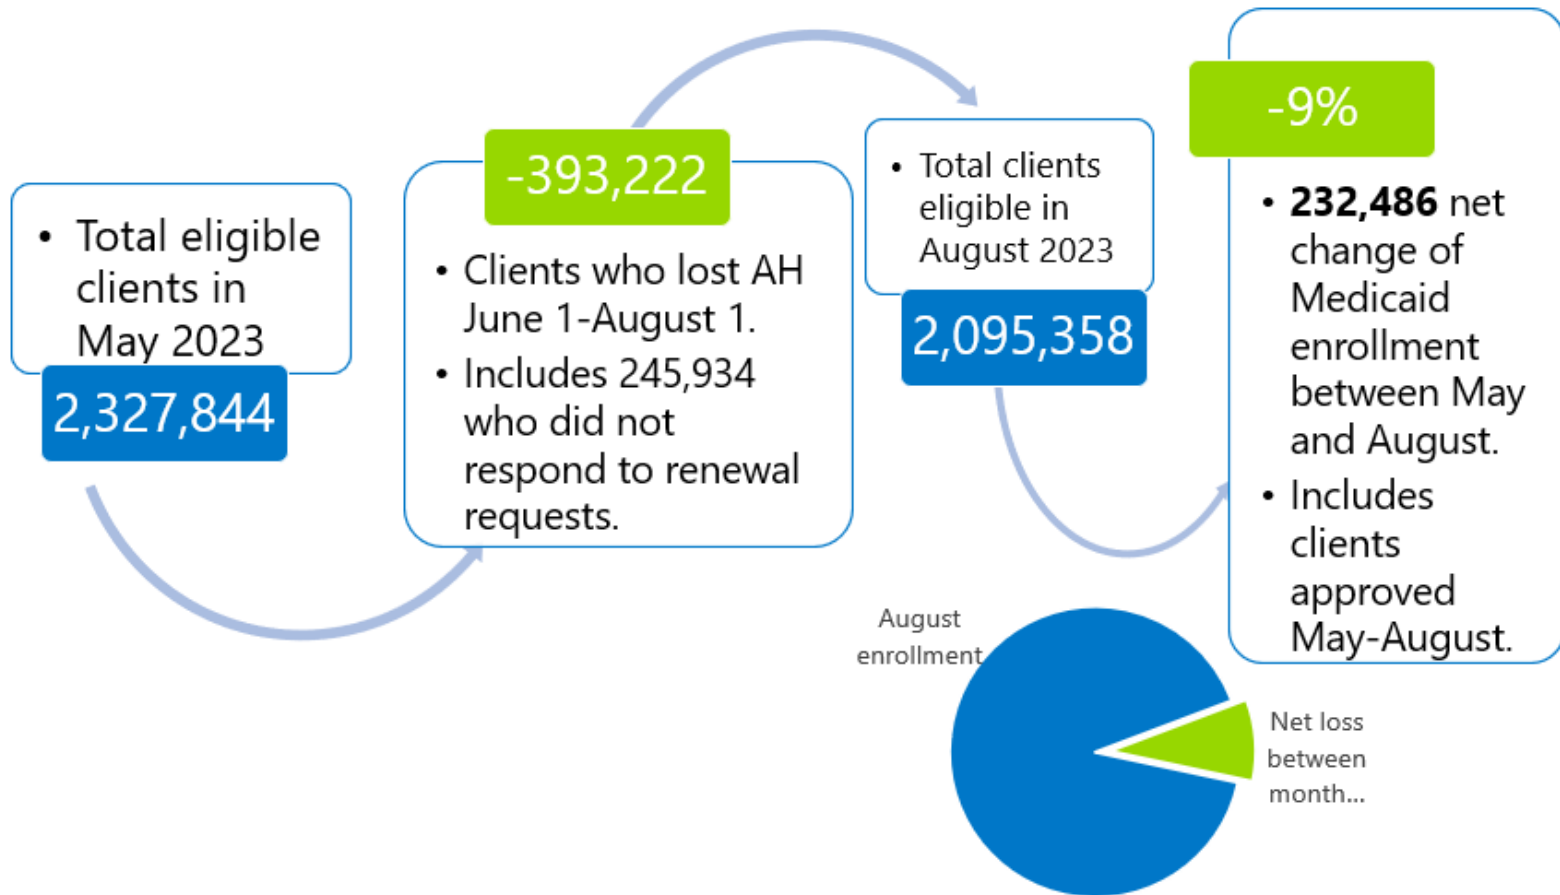 • Total eligible
clients in
May 2023
2,327,844
-393,222
• Clients who lost AH
June 1-August 1.
• Includes 245,934
who did not
respond to renewal
requests.
• Total clients
eligible in
August 2023
2,095,358
-9%
• 232,486 net
change of
Medicaid
enrollment
between May
and August.
• Includes
clients
approved
May-August.
August
enrollment
Net loss
between
month...